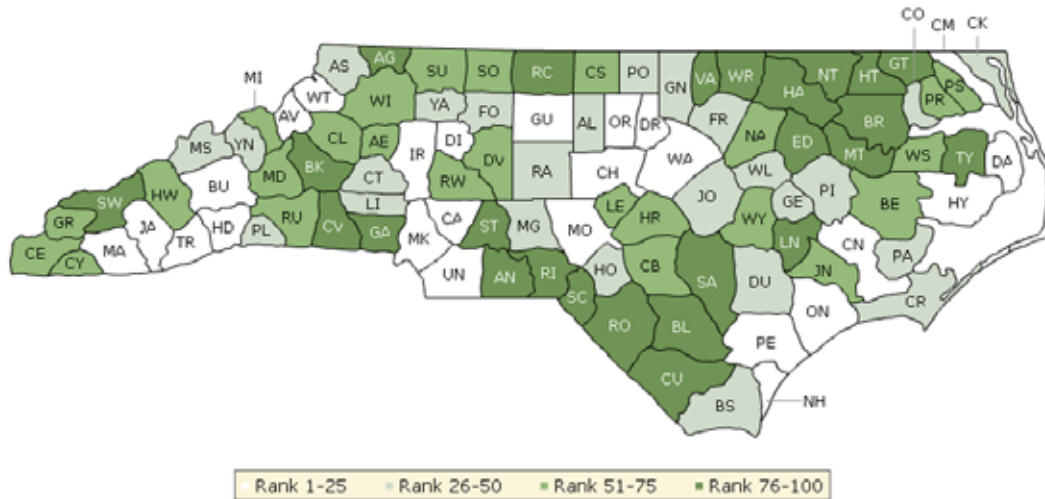 CO CM CK
MI AS AG SU SO RC CS PO GN VA WR HA NT HT GT PS PR
AV WT WI YA FO GU AL OR DR FR NA ED BR
MS YN CL AE IR DI DV RA CH WA WL MT WS TY DA
SW HW BU MD BK CT RW LI JO GE PI BE HY
GR CE CY MA JA TR HD PL RU CV GA MK CA ST MG MO LE HR WY LN CN PA
UN AN RI SC HO CB SA DU JN CR
RO BL PE ON
CU BS NH
Rank 1-25 Rank 26-50 Rank 51-75 Rank 76-100